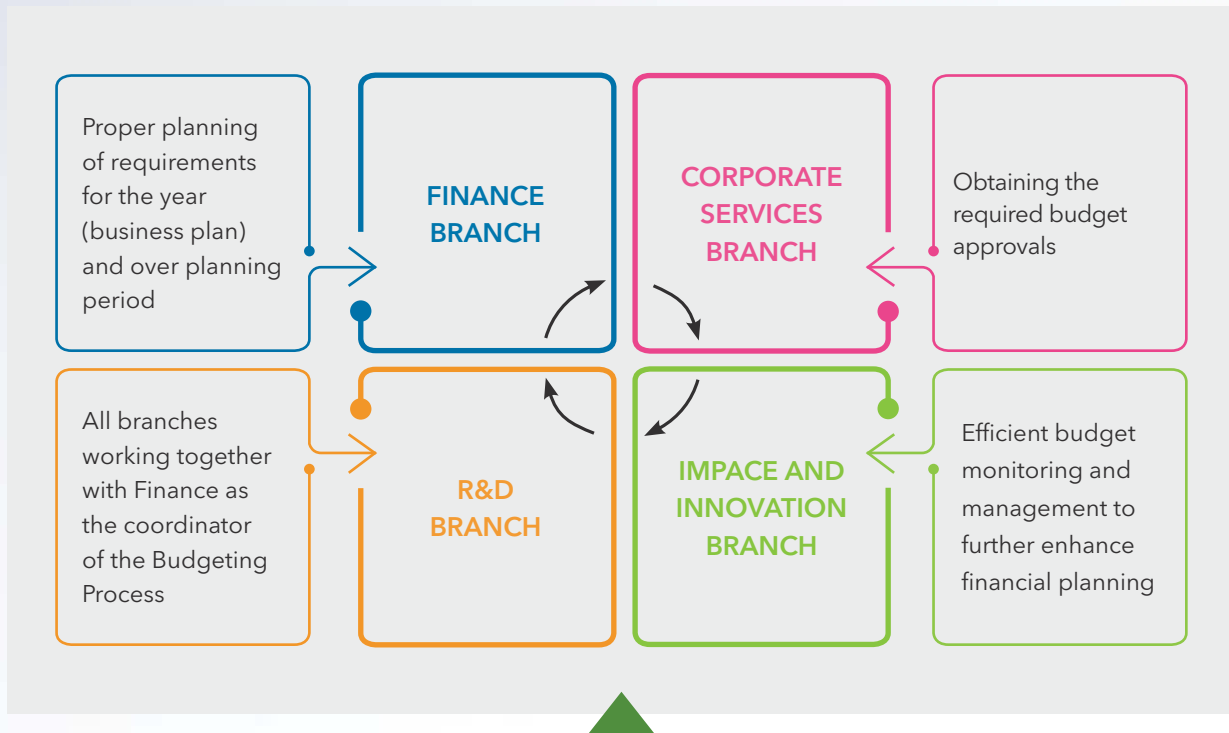 Proper planning
of requirements
for the year
(business plan)
and over planning
period
FINANCE
BRANCH
CORPORATE
SERVICES
BRANCH
Obtaining the
required budget
approvals
All branches
working together
with Finance as
the coordinator
of the Budgeting
Process
R&D
BRANCH
IMPACE AND
INNOVATION
BRANCH
Efficient budget
monitoring and
management to
further enhance
financial planning